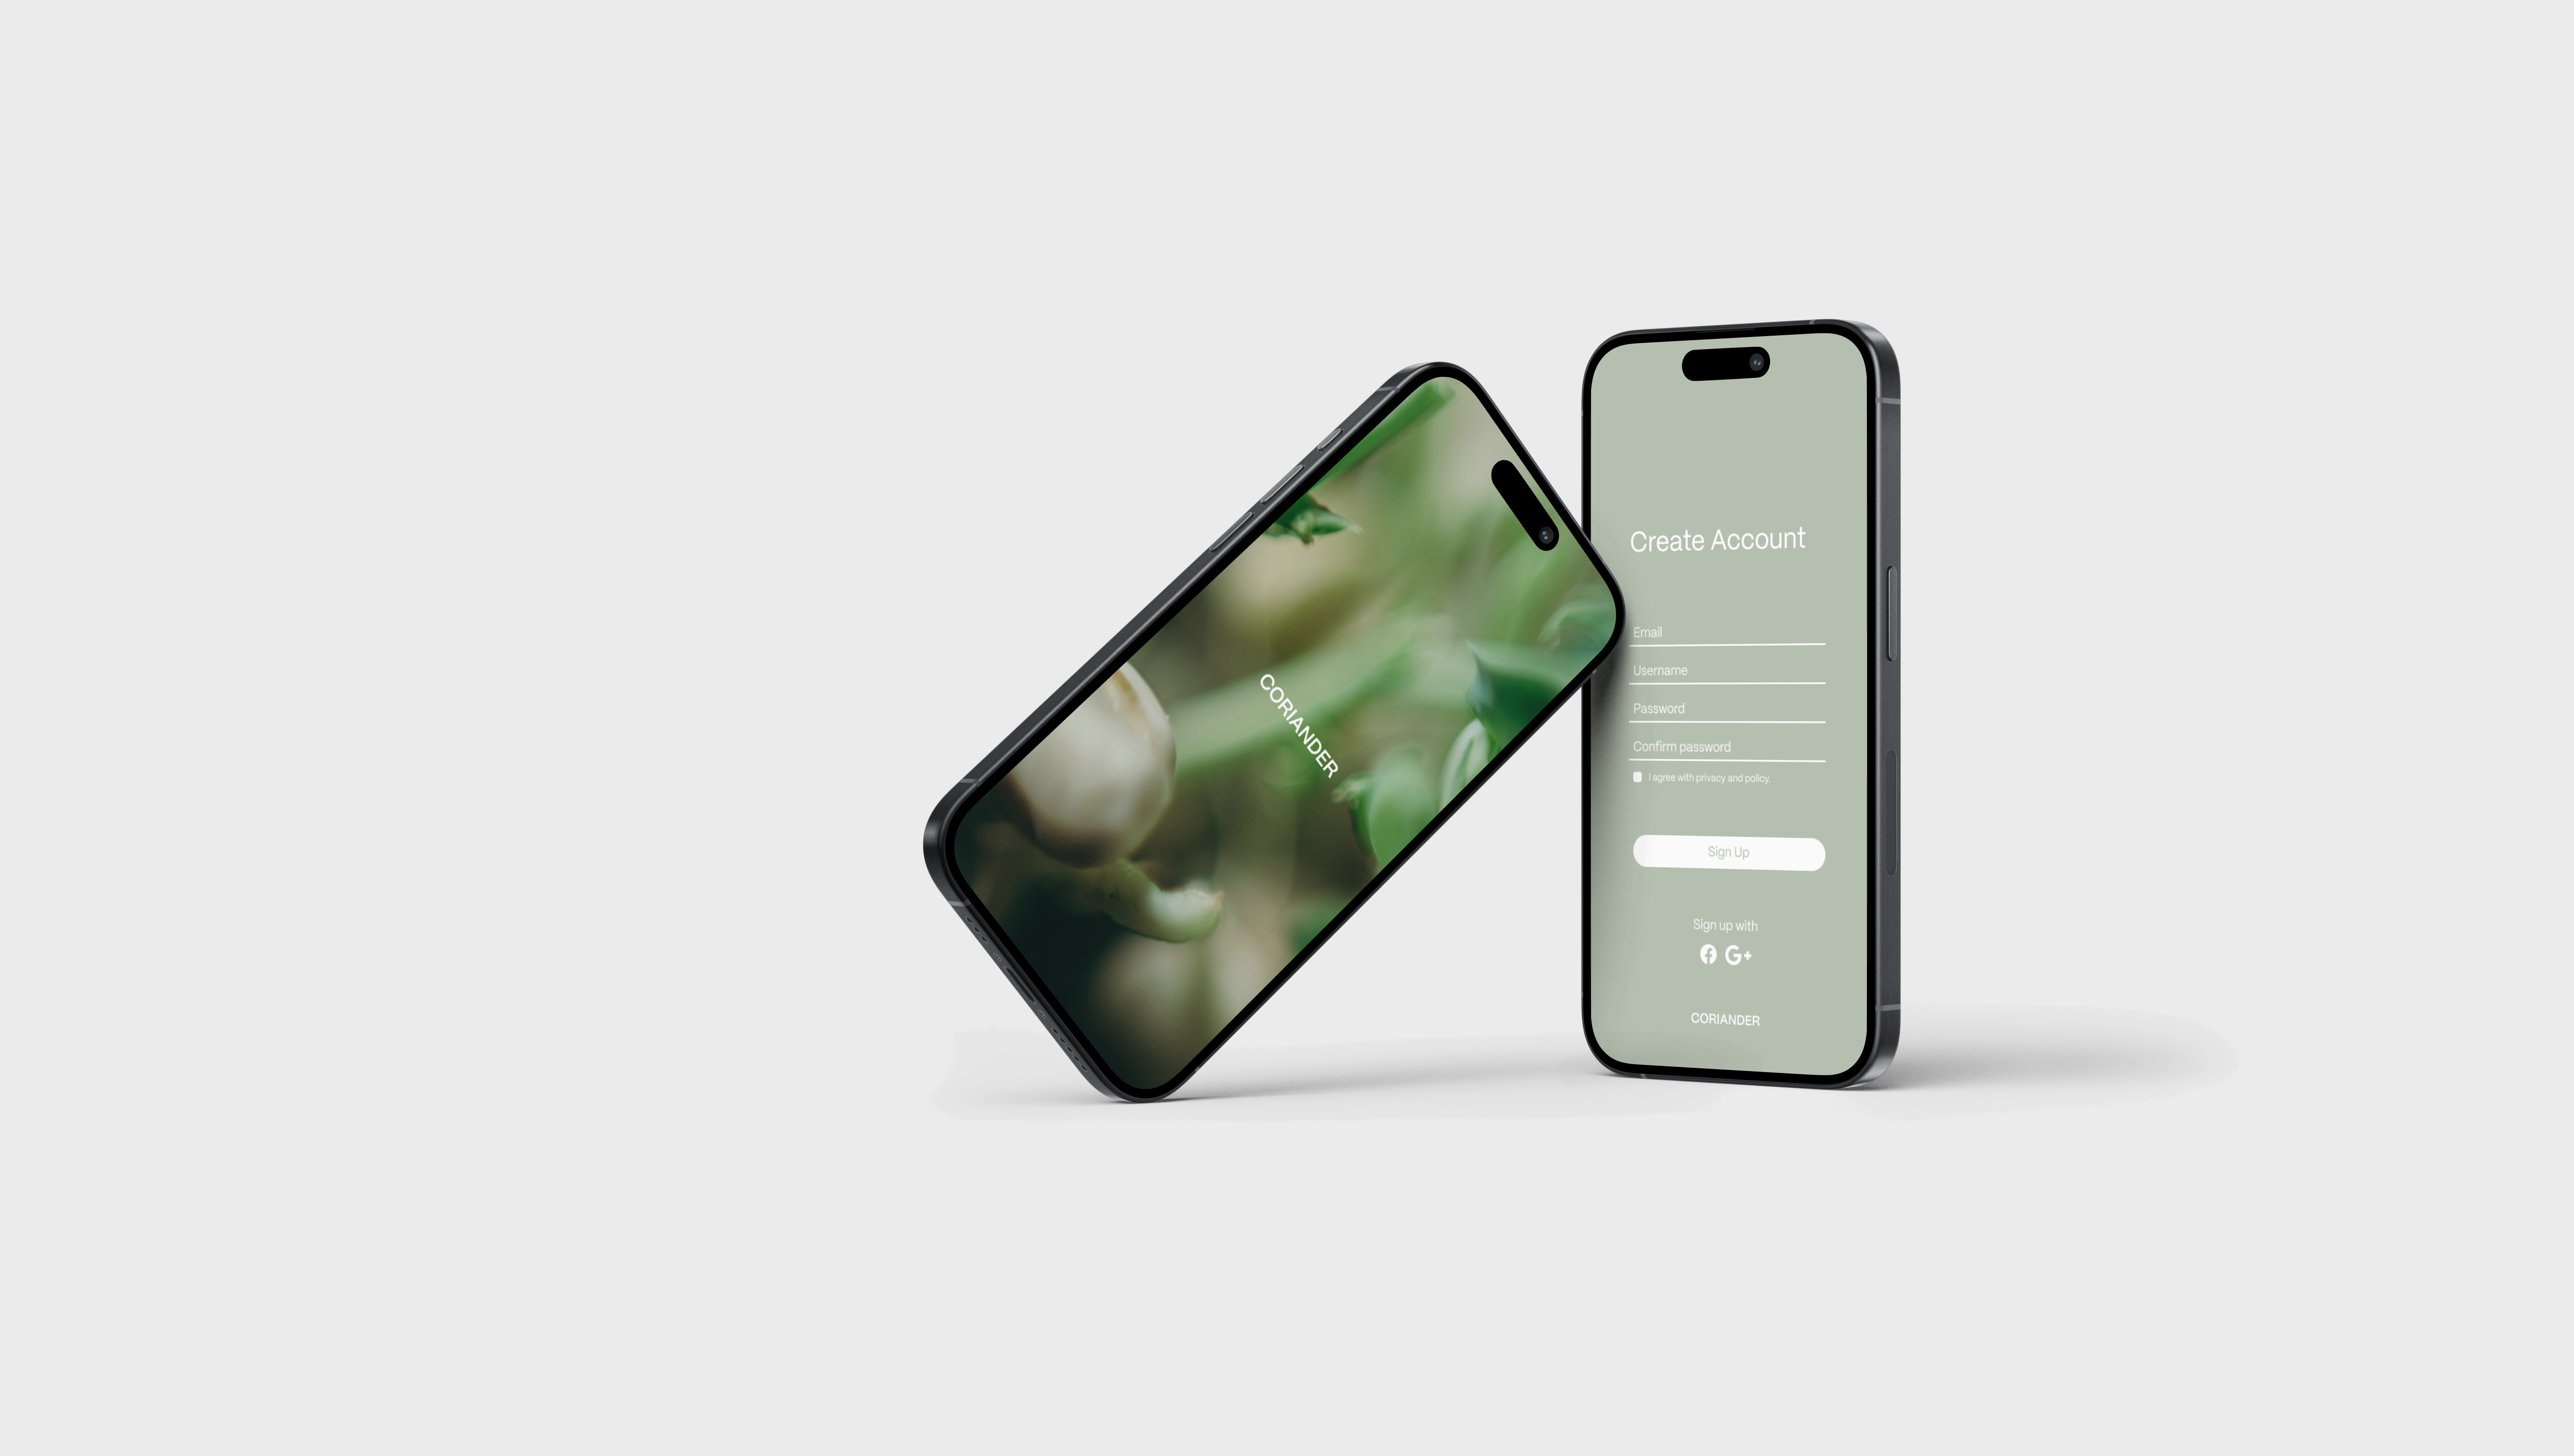 CORIANDER
Create Account
Email
Username
Password
Confirm password
I agree with privacy and policy.
Sign Up
Sign up with
G+
CORIANDER